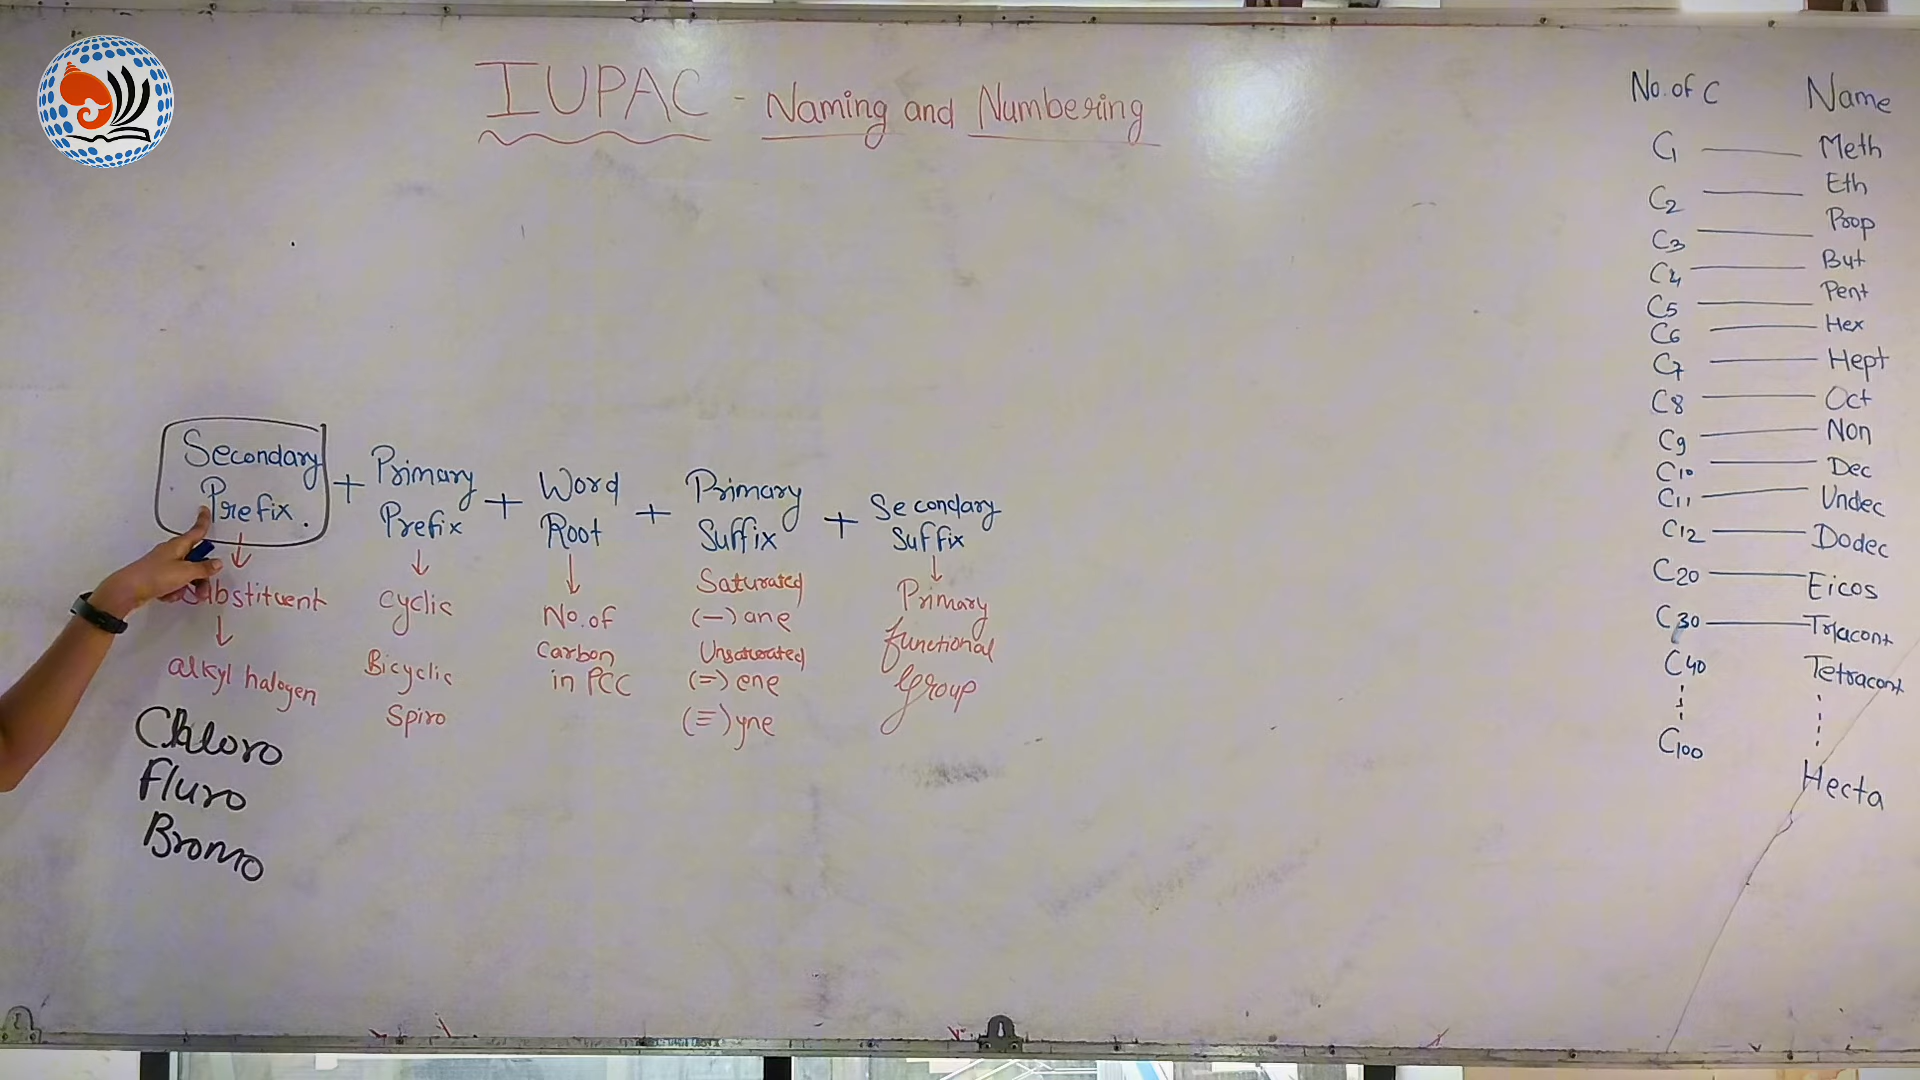 IUPAC - Naming and Numbering
No. of C Name
C1 — Meth
C2 — Eth
C3 — Prop
C4 — But
C5 — Pent
C6 — Hex
C7 — Hept
C8 — Oct
C9 — Non
C10 — Dec
C11 — Undec
C12 — Dodec
C20 — Eicos
C30 — Triacont
C40 Tetracont
C100 Hecta
Secondary Prefix. + Primary Prefix + Word Root + Primary Suffix + Secondary Suffix
↓
Substituent
↓
alkyl halogen
Chloro
Fluro
Bromo
↓
Cyclic
Bicyclic
Spiro
↓
No. of
Carbon
in PCC
Saturated
(—) ane
Unsaturated
(=) ene
(≡) yne
↓
Primary
functional
Group